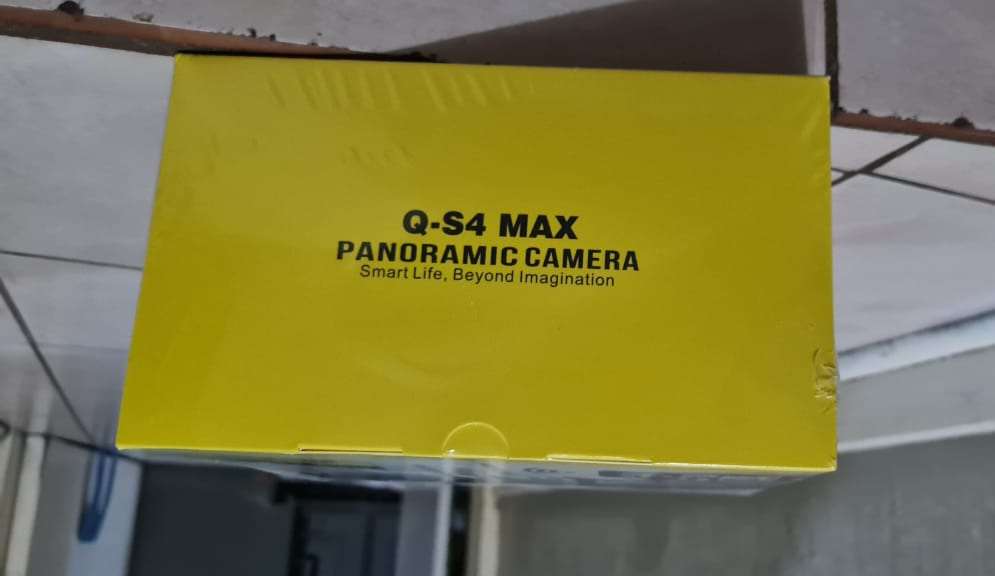 Q-S4 MAX
PANORAMIC CAMERA
Smart Life, Beyond Imagination